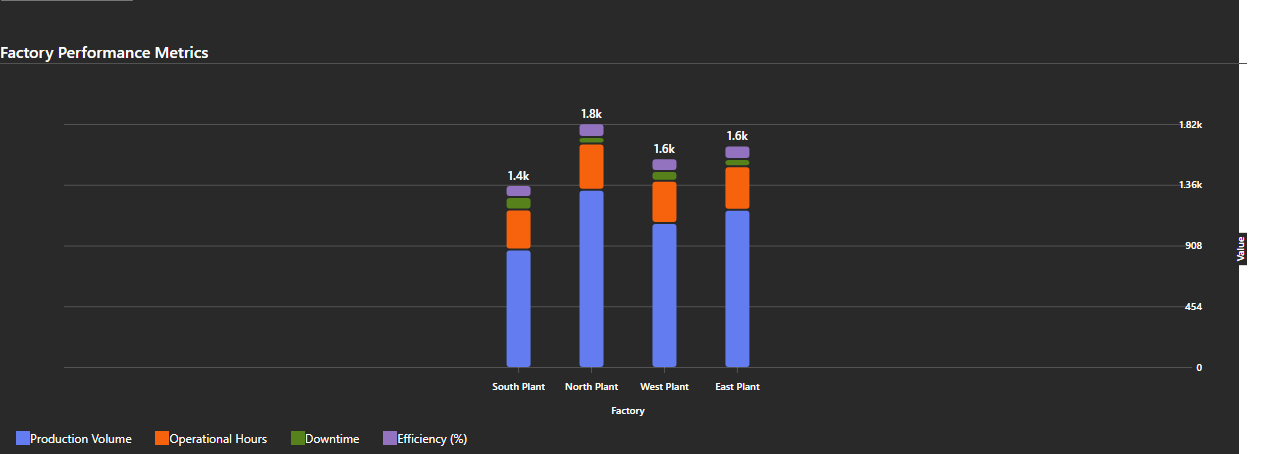 Factory Performance Metrics
1.4k
1.8k
1.6k
1.6k
1.82k
1.36k
908
454
0
Value
South Plant
North Plant
West Plant
East Plant
Factory
Production Volume
Operational Hours
Downtime
Efficiency (%)